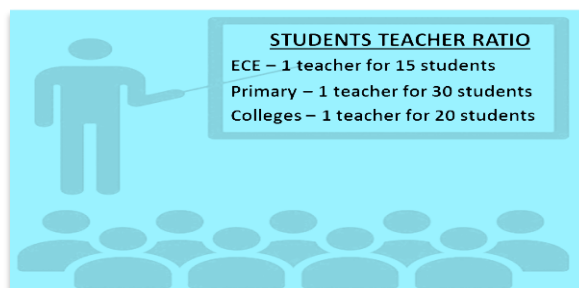 STUDENTS TEACHER RATIO
ECE – 1 teacher for 15 students
Primary – 1 teacher for 30 students
Colleges – 1 teacher for 20 students